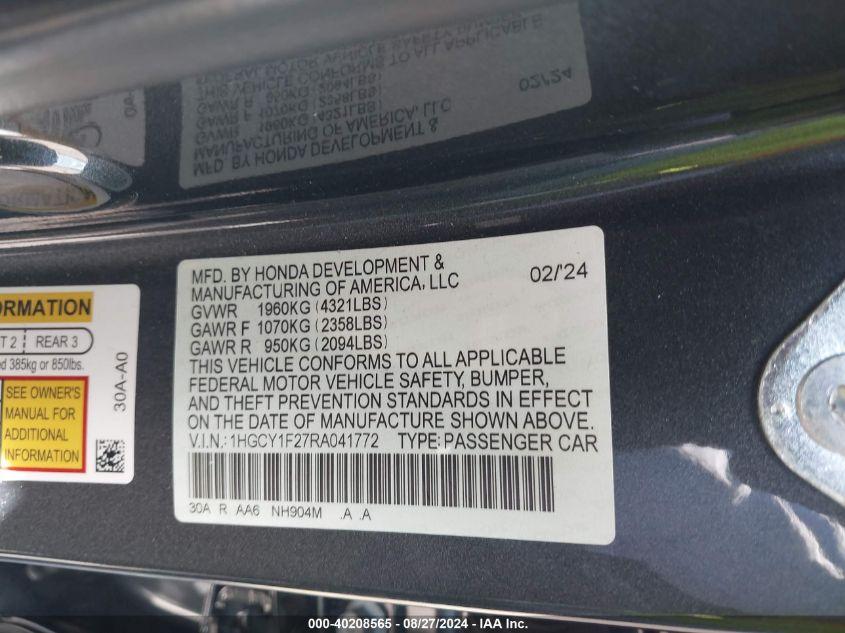 MFD. BY HONDA DEVELOPMENT &
MANUFACTURING OF AMERICA, LLC
02/'24
GVWR 1960KG (4321LBS)
GAWR F 1070KG (2358LBS)
GAWR R 950KG (2094LBS)
THIS VEHICLE CONFORMS TO ALL APPLICABLE
FEDERAL MOTOR VEHICLE SAFETY, BUMPER,
AND THEFT PREVENTION STANDARDS IN EFFECT
ON THE DATE OF MANUFACTURE SHOWN ABOVE.
V.I.N.: 1HGCY1F27RA041772 TYPE: PASSENGER CAR
30A R AA6 NH904M .A .A
ORMATION
T 2 REAR 3
ed 385kg or 850lbs.
SEE OWNER'S
MANUAL FOR
ADDITIONAL
INFORMATION
30A-A0
000-40208565 - 08/27/2024 - IAA Inc.